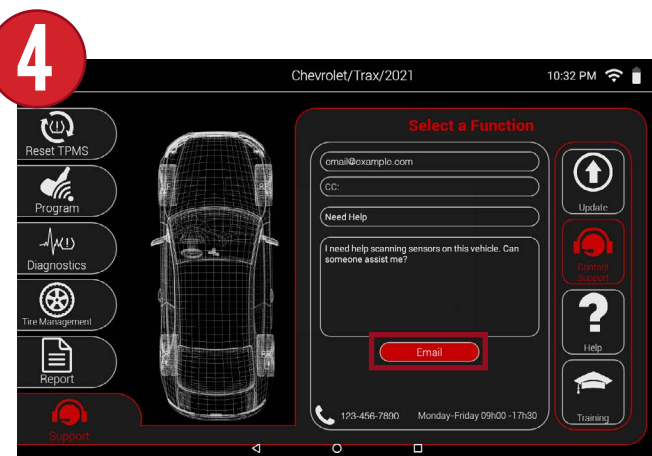 4
Chevrolet/Trax/2021
10:32 PM
Reset TPMS
Program
Diagnostics
Tire Management
Report
Support
Select a Function
email@example.com
CC:
Need Help
I need help scanning sensors on this vehicle. Can
someone assist me?
Email
123-456-7890 Monday-Friday 09h00 -17h30
Update
Contact
Support
Help
Training